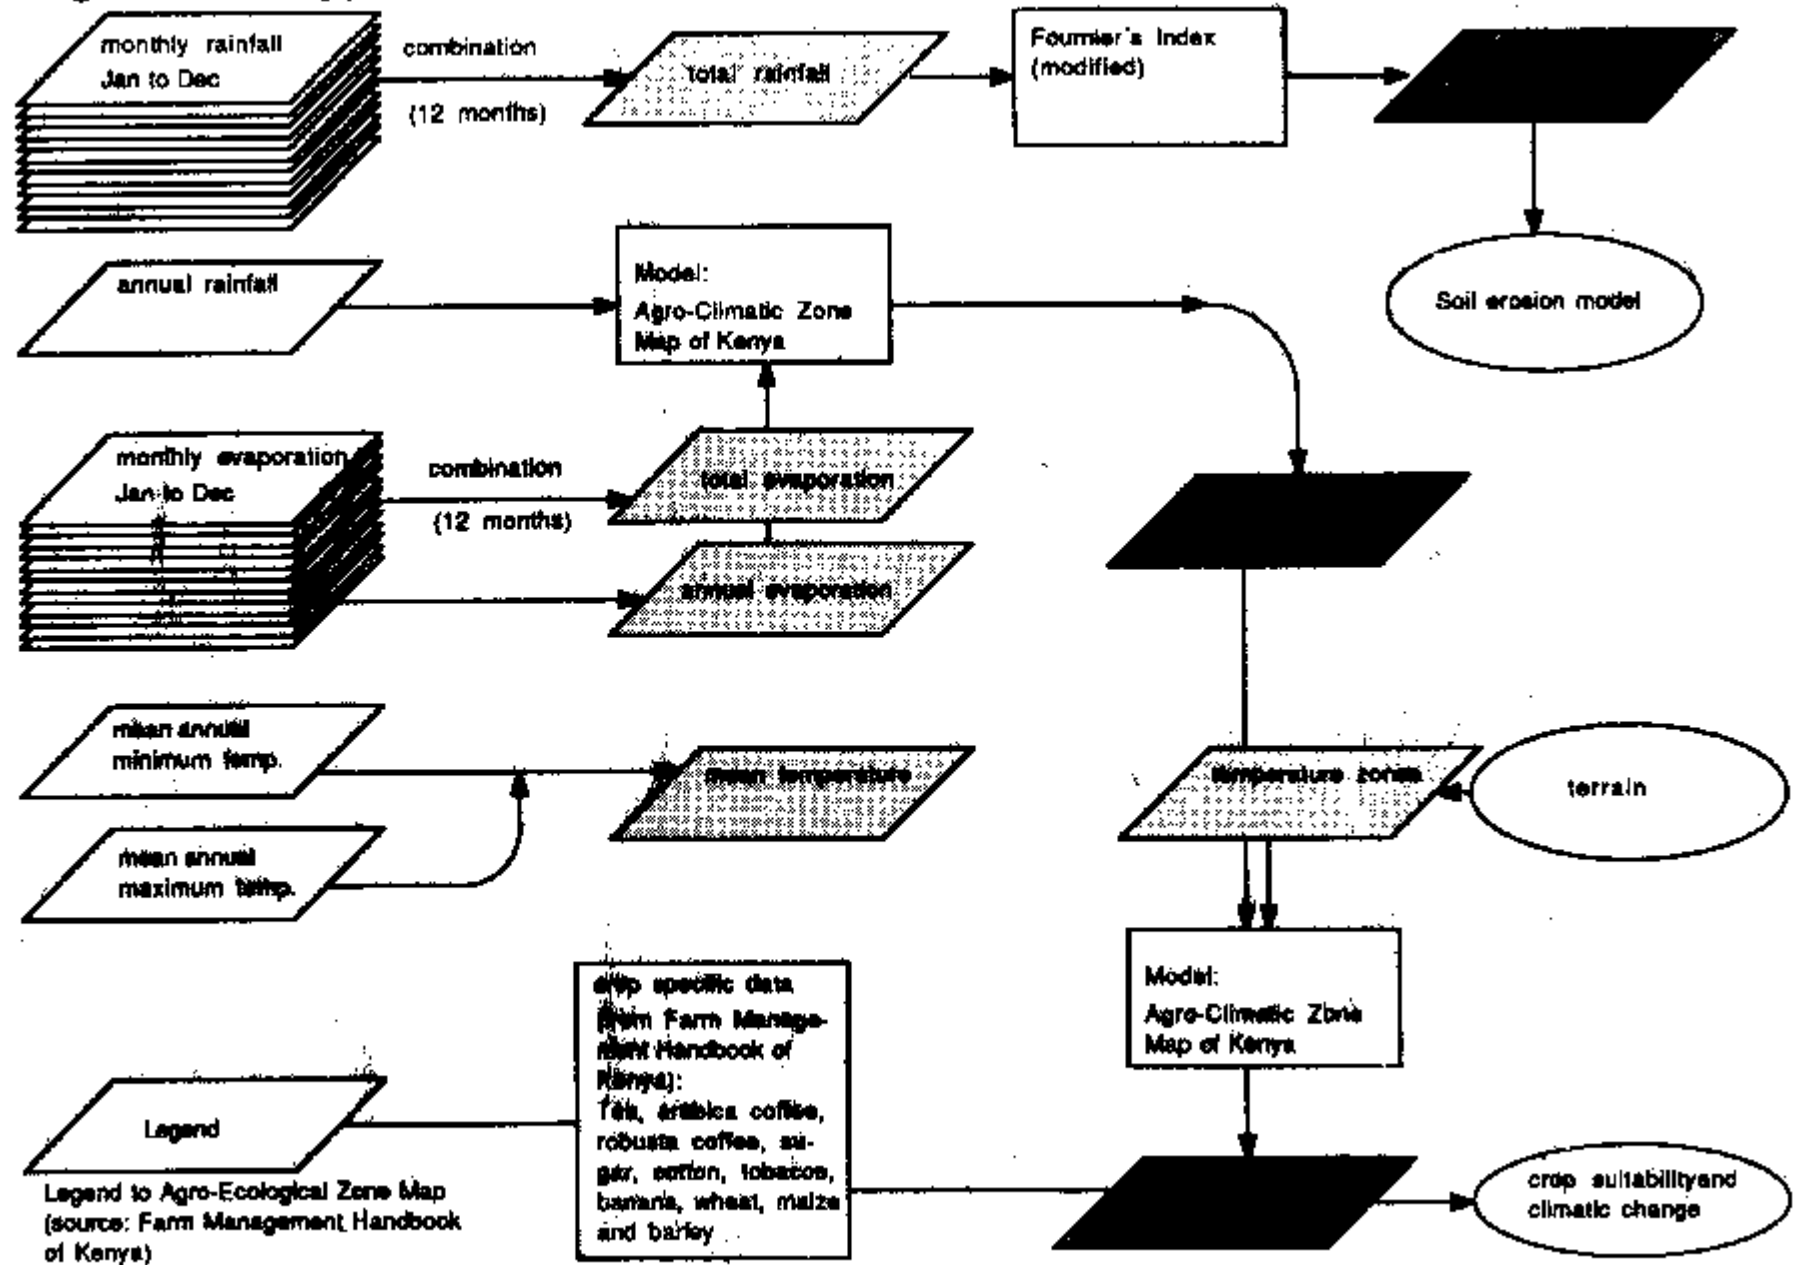 monthly rainfall
Jan to Dec
combination
(12 months)
total rainfall
Fournier's Index
(modified)
annual rainfall
Model:
Agro-Climatic Zone
Map of Kenya
Soil erosion model
monthly evaporation
Jan to Dec
combination
(12 months)
total evaporation
annual evaporation
mean annual
minimum temp.
mean temperature
temperature zones
terrain
mean annual
maximum temp.
crop specific data
(from Farm Manage-
ment Handbook of
Kenya):
Tea, arabica coffee,
robusta coffee, su-
gar, cotton, tobacco,
banana, wheat, maize
and barley
Model:
Agro-Climatic Zone
Map of Kenya
Legend
Legend to Agro-Ecological Zone Map
(source: Farm Management Handbook
of Kenya)
crop suitability and
climatic change